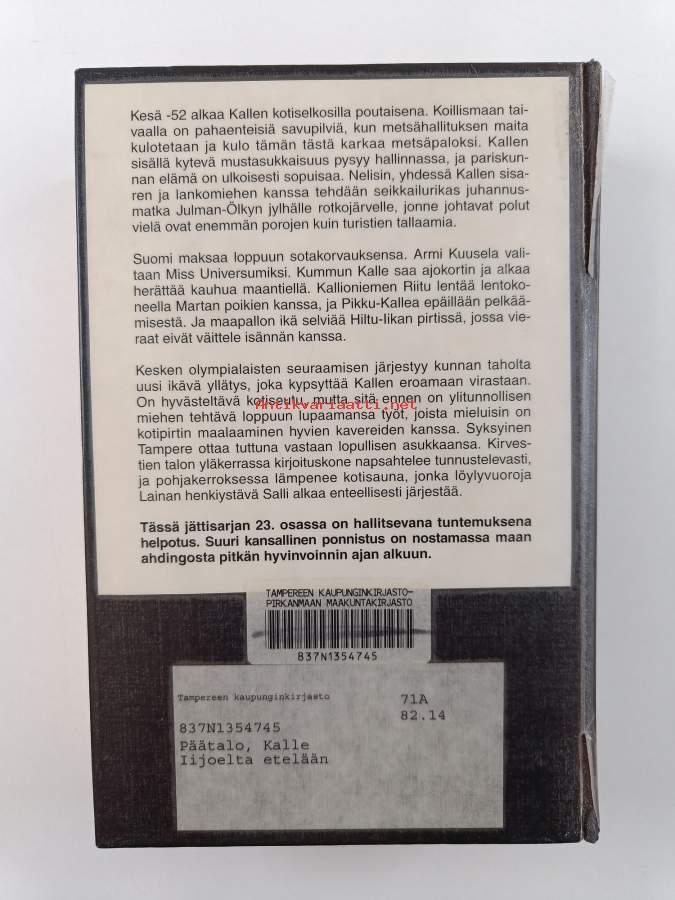 Kesä -52 alkaa Kallen kotiselkosilla poutaisena. Koillismaan tai-
vaalla on pahaenteisiä savupilviä, kun metsähallituksen maita
kulotetaan ja kulo tämän tästä karkaa metsäpaloksi. Kallen
sisällä kytevä mustasukkaisuus pysyy hallinnassa, ja pariskun-
nan elämä on ulkoisesti sopuisaa. Nelisin, yhdessä Kallen sisa-
ren ja lankomiehen kanssa tehdään seikkailurikas juhannus-
matka Julman-Ölkyn jylhälle rotkojärvelle, jonne johtavat polut
vielä ovat enemmän porojen kuin turistien tallaamia.
Suomi maksaa loppuun sotakorvauksensa. Armi Kuusela vali-
taan Miss Universumiksi. Kummun Kalle saa ajokortin ja alkaa
herättää kauhua maantiellä. Kallioniemen Riitu lentää lentoko-
neella Martan poikien kanssa, ja Pikku-Kallea epäillään pelkää-
misestä. Ja maapallon ikä selviää Hiltu-Iikan pirtissä, jossa vie-
raat eivät väittele isännän kanssa.
Kesken olympialaisten seuraamisen järjestyy kunnan taholta
uusi ikävä yllätys, joka kypsyttää Kallen eroamaan virastaan.
On hyvästeltävä kotiseutu, mutta sitä ennen on ylitunnollisen
Antikvariaatti.net
miehen tehtävä loppuun lupaamansa työt, joista mieluisin on
kotipirtin maalaaminen hyvien kavereiden kanssa. Syksyinen
Tampere ottaa tuttuna vastaan lopullisen asukkaansa. Kirves-
tien talon yläkerrassa kirjoituskone napsahtelee tunnustelevasti,
ja pohjakerroksessa lämpenee kotisauna, jonka löylyvuoroja
Lainan henkiystävä Salli alkaa enteellisesti järjestää.
Tässä jättisarjan 23. osassa on hallitsevana tuntemuksena
helpotus. Suuri kansallinen ponnistus on nostamassa maan
ahdingosta pitkän hyvinvoinnin ajan alkuun.
TAMPEREEN KAUPUNGINKIRJASTO-
PIRKANMAAN MAAKUNTAKIRJASTO
837N1354745
Tampereen kaupunginkirjasto
71A
82.14
837N1354745
Päätalo, Kalle
Iijoelta etelään